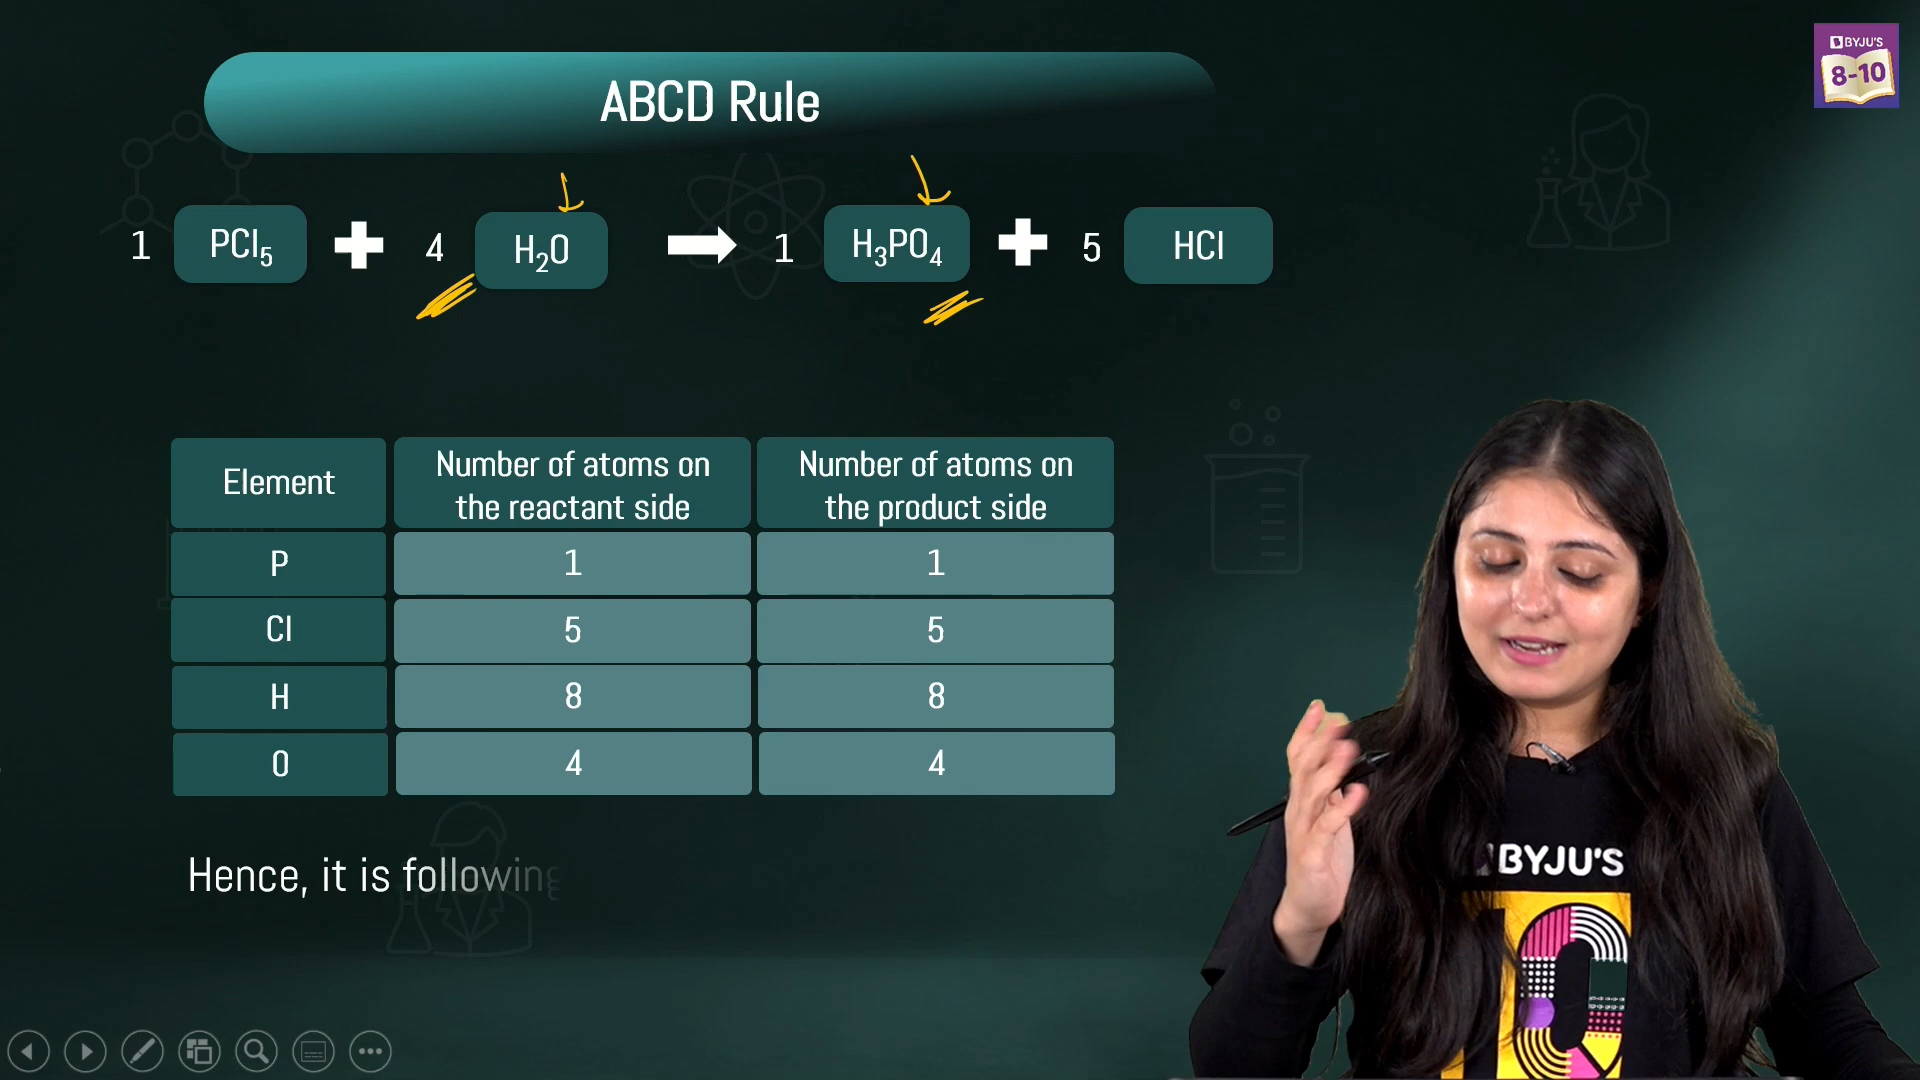 BYJU'S
8-10
ABCD Rule
1 PCl₅ + 4 H₂O → 1 H₃PO₄ + 5 HCl
Element
Number of atoms on
the reactant side
Number of atoms on
the product side
P 1 1
Cl 5 5
H 8 8
O 4 4
Hence, it is following
BYJU'S
10